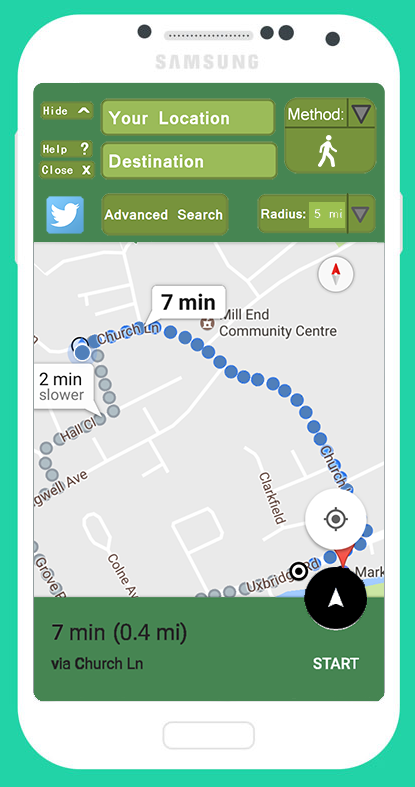 SAMSUNG
Hide ^
Your Location
Method:
Help ?
Close X
Destination
Advanced Search
Radius: 5 mi
7 min
Church Ln
Mill End
Community Centre
2 min
slower
Hall Cl
gwell Ave
Church
Clarkfield
Colne Av
Grove R
Uxbridge Rd
Mark
7 min (0.4 mi)
via Church Ln
START